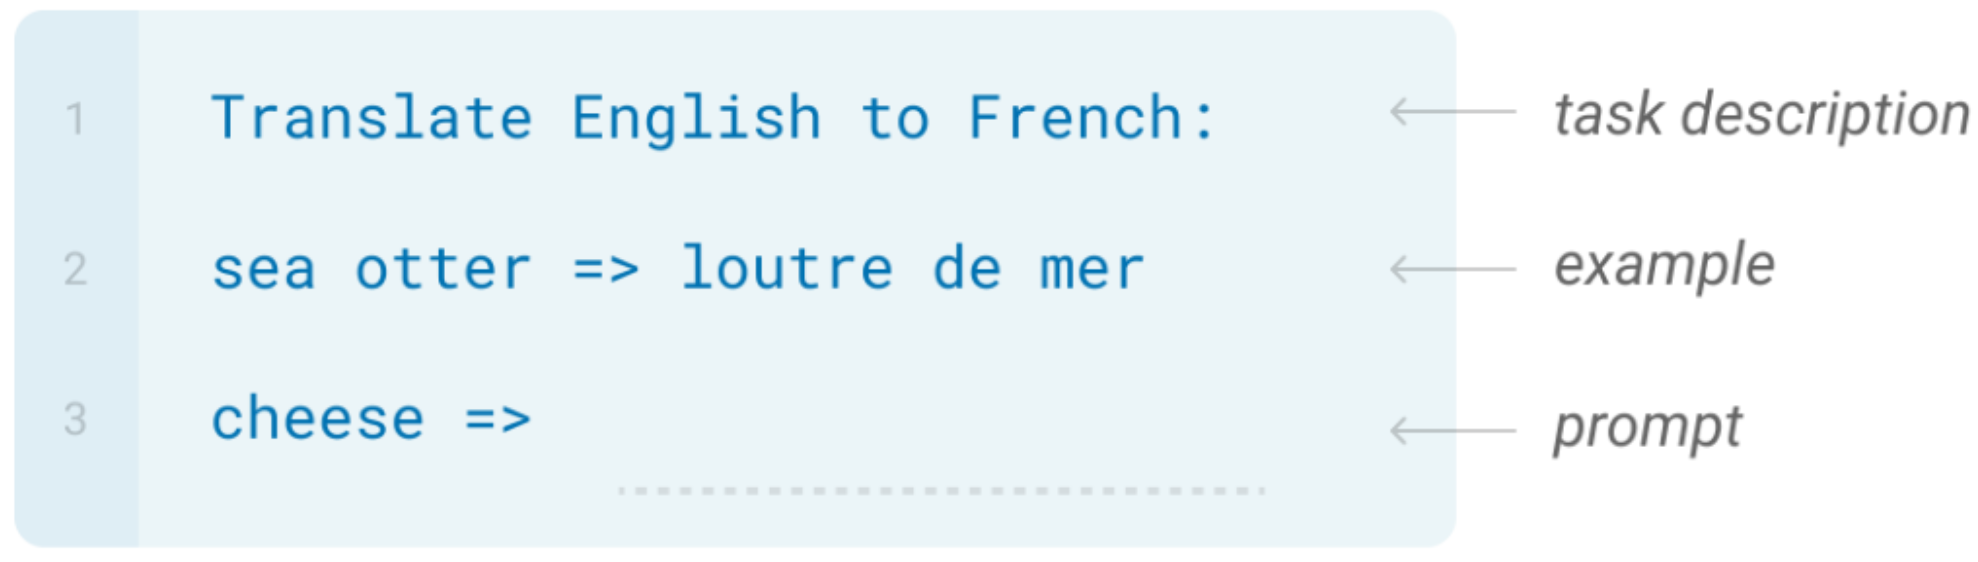 1 Translate English to French: task description
2 sea otter => loutre de mer example
3 cheese => prompt